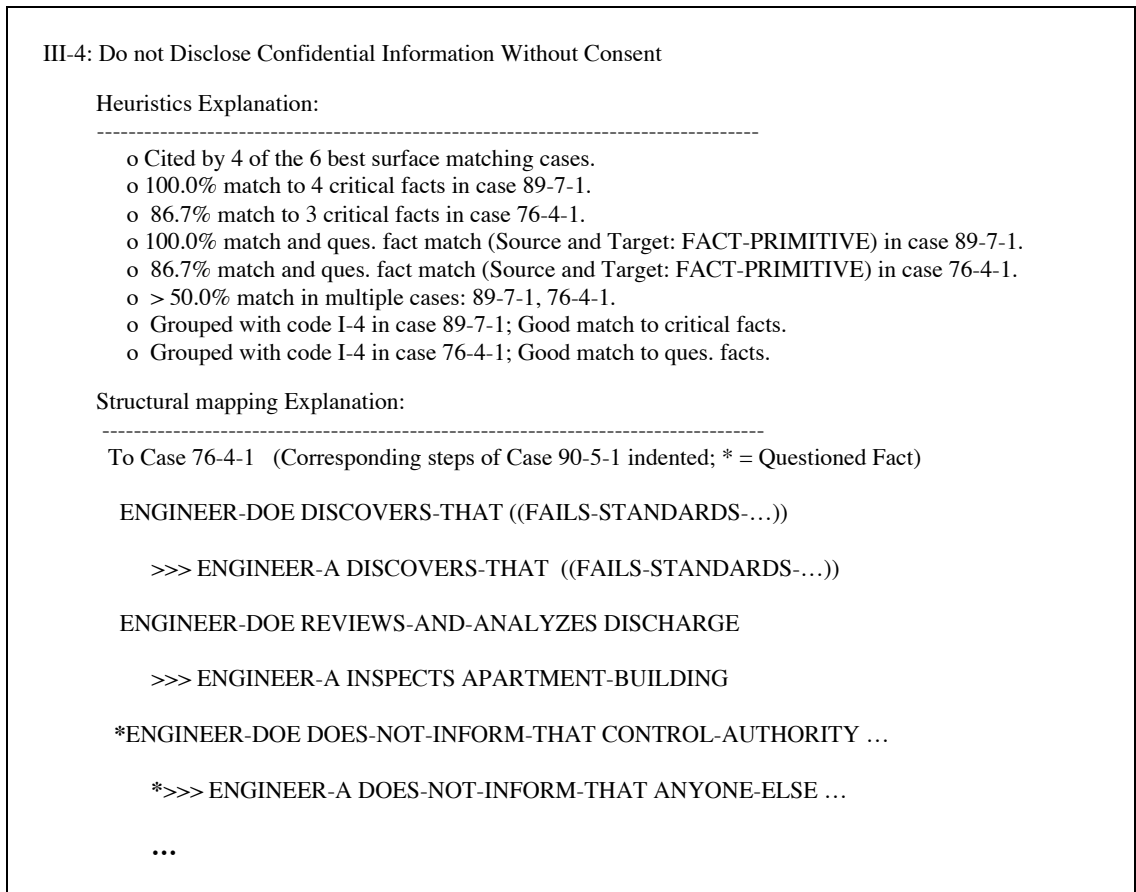 III-4: Do not Disclose Confidential Information Without Consent
Heuristics Explanation:
------------------------------------------------------------------------------------
o Cited by 4 of the 6 best surface matching cases.
o 100.0% match to 4 critical facts in case 89-7-1.
o 86.7% match to 3 critical facts in case 76-4-1.
o 100.0% match and ques. fact match (Source and Target: FACT-PRIMITIVE) in case 89-7-1.
o 86.7% match and ques. fact match (Source and Target: FACT-PRIMITIVE) in case 76-4-1.
o > 50.0% match in multiple cases: 89-7-1, 76-4-1.
o Grouped with code I-4 in case 89-7-1; Good match to critical facts.
o Grouped with code I-4 in case 76-4-1; Good match to ques. facts.
Structural mapping Explanation:
------------------------------------------------------------------------------------
To Case 76-4-1 (Corresponding steps of Case 90-5-1 indented; * = Questioned Fact)
ENGINEER-DOE DISCOVERS-THAT ((FAILS-STANDARDS-…))
>>> ENGINEER-A DISCOVERS-THAT ((FAILS-STANDARDS-…))
ENGINEER-DOE REVIEWS-AND-ANALYZES DISCHARGE
>>> ENGINEER-A INSPECTS APARTMENT-BUILDING
*ENGINEER-DOE DOES-NOT-INFORM-THAT CONTROL-AUTHORITY …
*>>> ENGINEER-A DOES-NOT-INFORM-THAT ANYONE-ELSE …
…